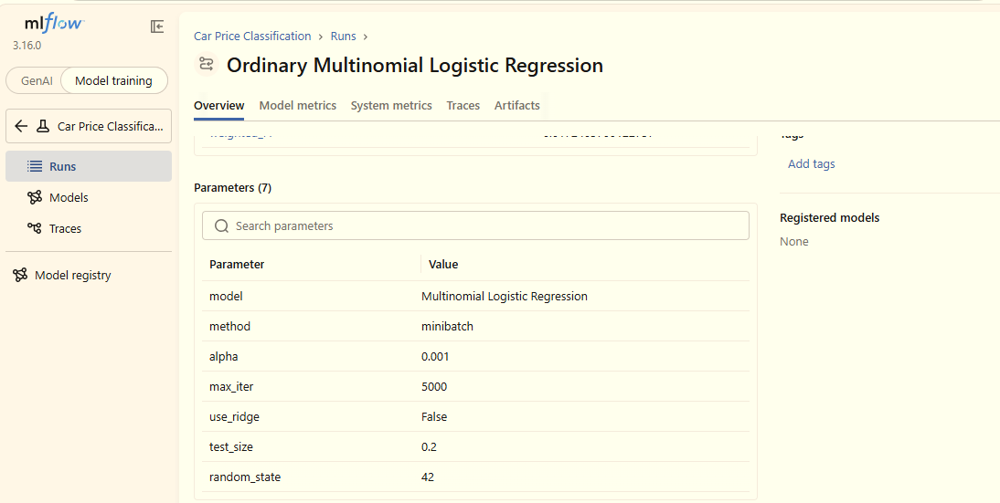 mlflow
3.16.0
GenAI Model training
Car Price Classifica...
Runs
Models
Traces
Model registry
Car Price Classification › Runs ›
Ordinary Multinomial Logistic Regression
Overview Model metrics System metrics Traces Artifacts
Parameters (7)
Search parameters
Parameter Value
model Multinomial Logistic Regression
method minibatch
alpha 0.001
max_iter 5000
use_ridge False
test_size 0.2
random_state 42
Tags
Add tags
Registered models
None